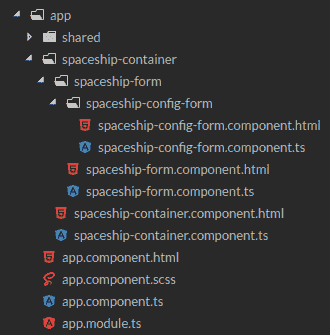 app
shared
spaceship-container
spaceship-form
spaceship-config-form
spaceship-config-form.component.html
spaceship-config-form.component.ts
spaceship-form.component.html
spaceship-form.component.ts
spaceship-container.component.html
spaceship-container.component.ts
app.component.html
app.component.scss
app.component.ts
app.module.ts